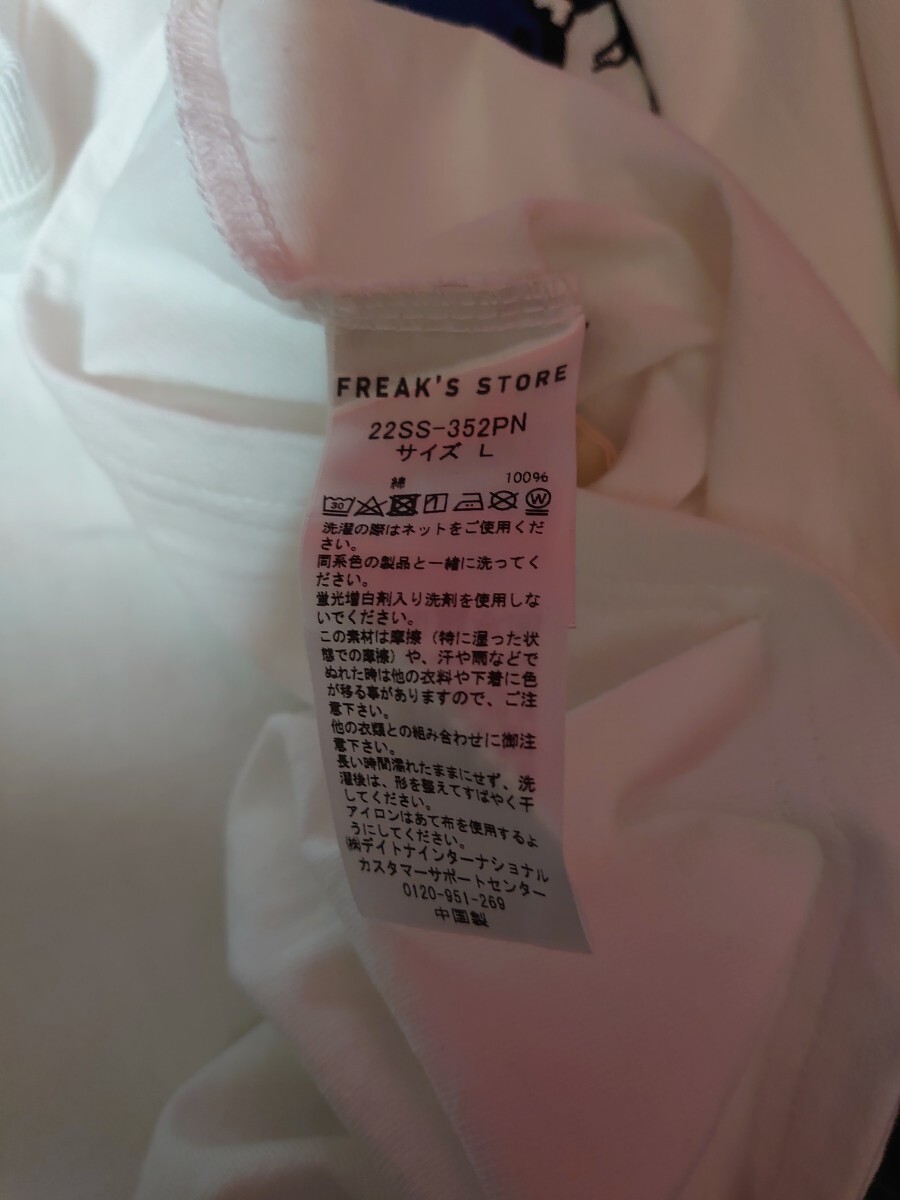 FREAK'S STORE
22SS-352PN
サイズ L
綿 100%
30 W
洗濯の際はネットをご使用くだ
さい。
同系色の製品と一緒に洗ってく
ださい。
蛍光増白剤入り洗剤を使用しな
いでください。
この素材は摩擦（特に湿った状
態での摩擦）や、汗や雨などで
ぬれた時は他の衣料や下着に色
が移る事がありますので、ご注
意下さい。
他の衣類との組み合わせに御注
意下さい。
長い時間濡れたままにせず、洗
濯後は、形を整えてすばやく干
してください。
アイロンはあて布を使用するよ
うにしてください。
㈱デイトナインターナショナル
カスタマーサポートセンター
0120-951-269
中国製